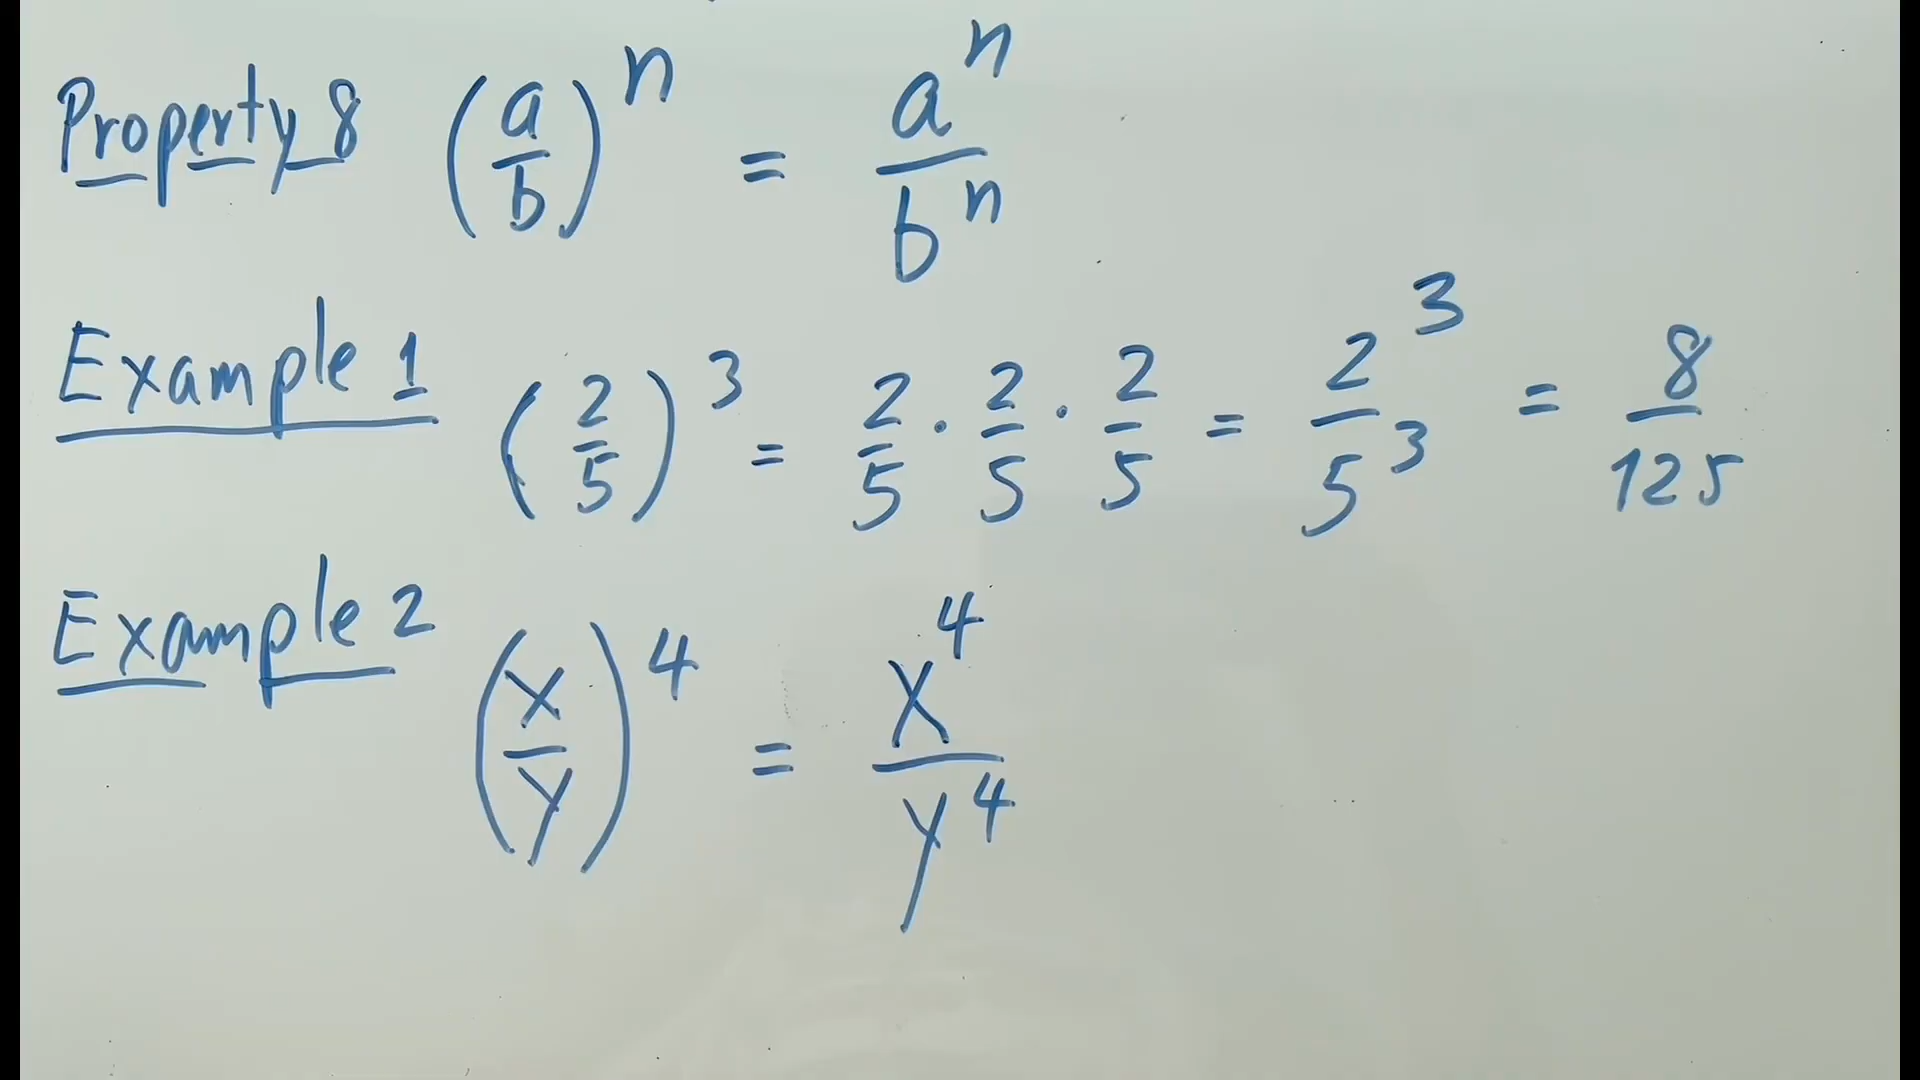 Property 8 (a/b)^n = a^n/b^n
Example 1 (2/5)^3 = 2/5 · 2/5 · 2/5 = 2^3/5^3 = 8/125
Example 2 (x/y)^4 = x^4/y^4